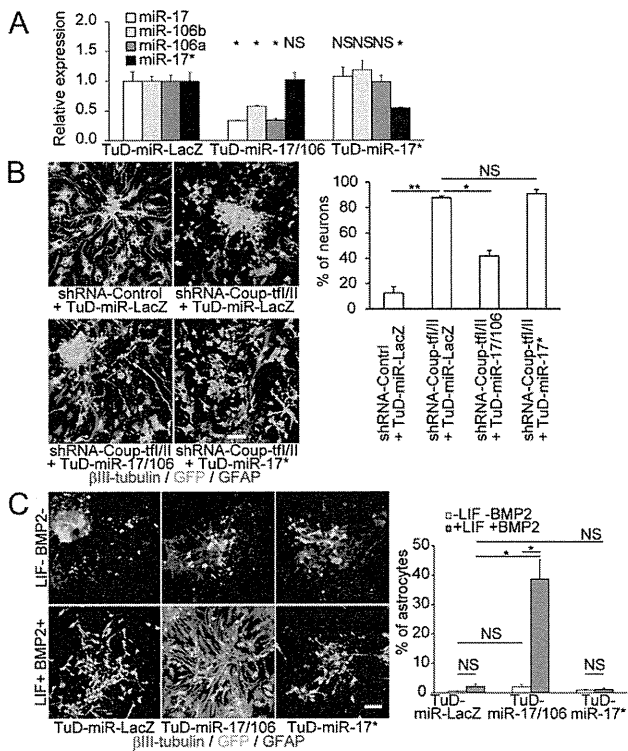 A
Relative expression
2.0
1.5
1.0
0.5
0.0
miR-17
miR-106b
miR-106a
miR-17*
* * * NS
NSNSNS *
TuD-miR-LacZ TuD-miR-17/106 TuD-miR-17*
B
shRNA-Control + TuD-miR-LacZ
shRNA-Coup-tfI/II + TuD-miR-LacZ
shRNA-Coup-tfI/II + TuD-miR-17/106
shRNA-Coup-tfI/II + TuD-miR-17*
βIII-tubulin / GFP / GFAP
% of neurons
100
80
60
40
20
0
NS
** *
shRNA-Contrl + TuD-miR-LacZ
shRNA-Coup-tfI/II + TuD-miR-LacZ
shRNA-Coup-tfI/II + TuD-miR-17/106
shRNA-Coup-tfI/II + TuD-miR-17*
C
LIF- BMP2-
LIF+ BMP2+
TuD-miR-LacZ TuD-miR-17/106 TuD-miR-17*
βIII-tubulin / GFP / GFAP
% of astrocytes
50
40
30
20
10
0
-LIF -BMP2
+LIF +BMP2
NS
* *
NS
NS
NS
TuD-miR-LacZ
TuD-miR-17/106
TuD-miR-17*